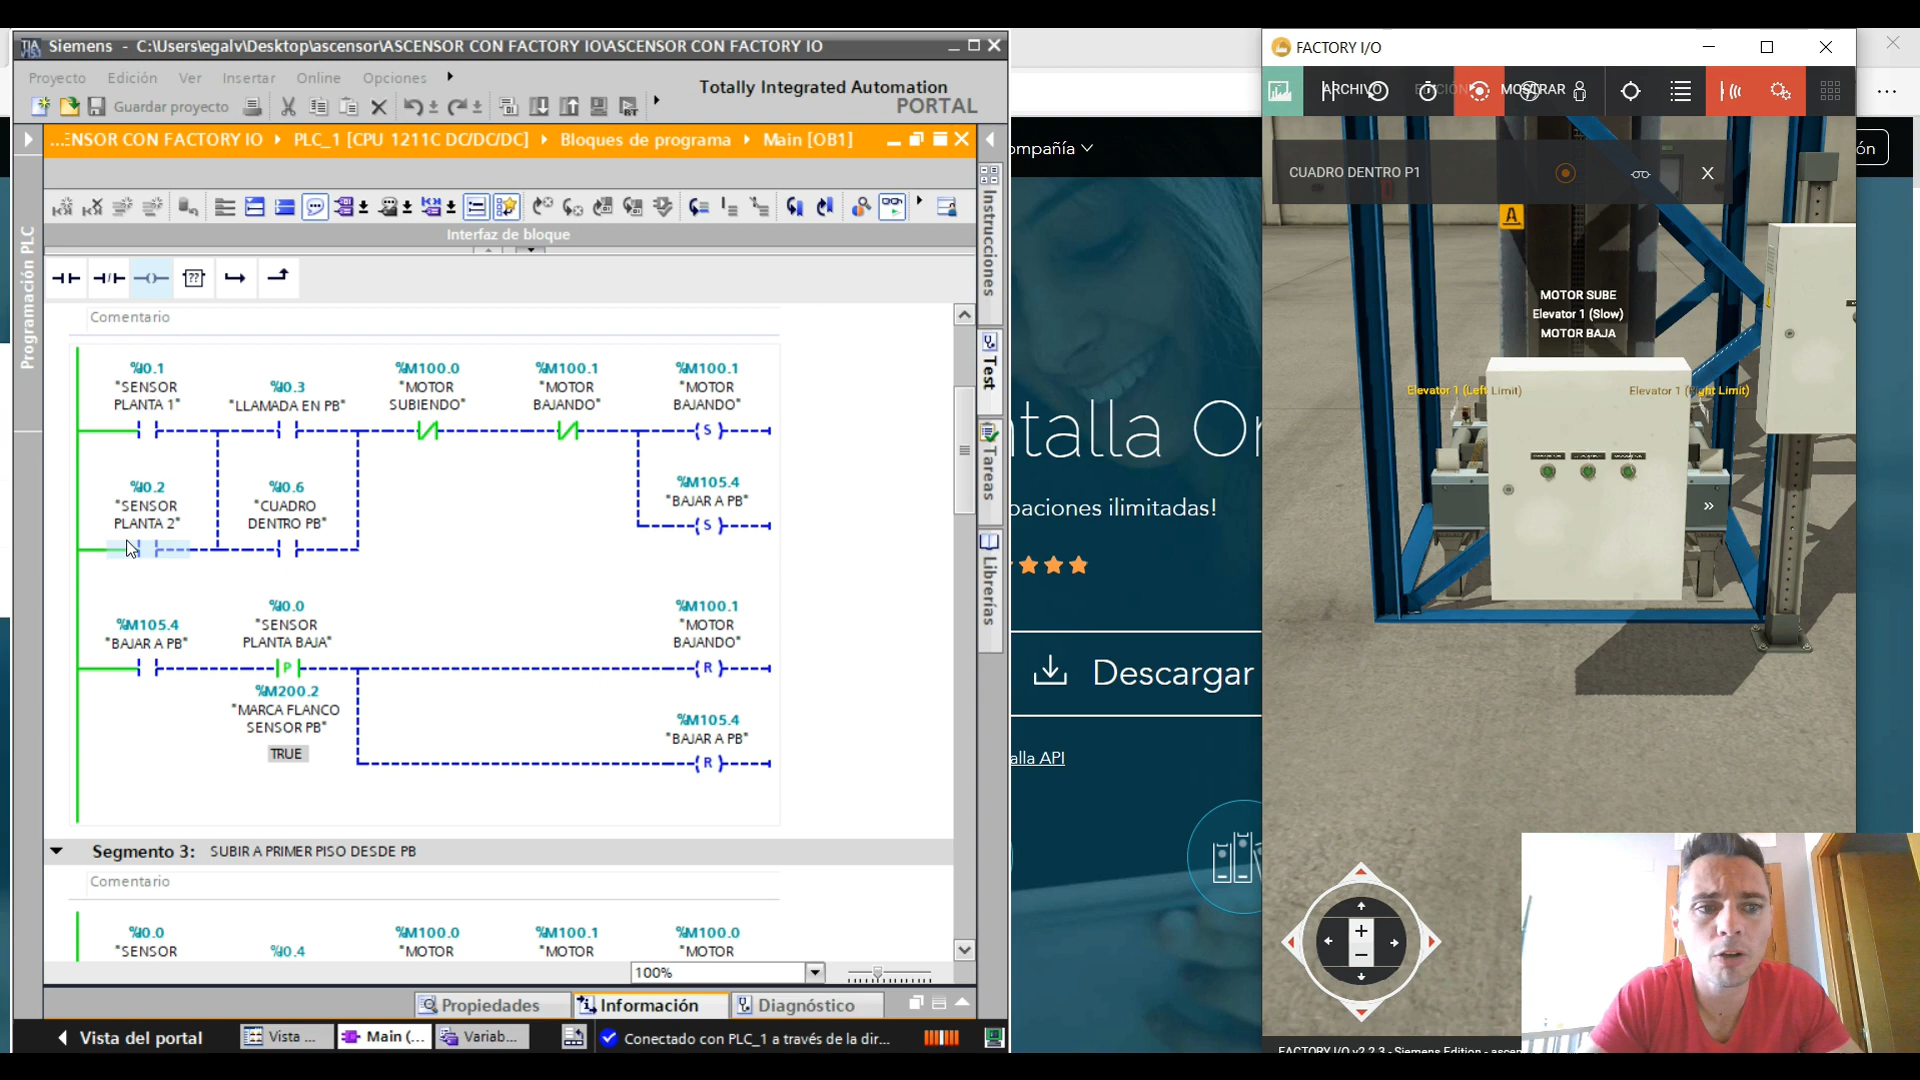 Siemens - C:\Users\egalv\Desktop\ascensor\ASCENSOR CON FACTORY IO\ASCENSOR CON FACTORY IO
Proyecto Edición Ver Insertar Online Opciones
Totally Integrated Automation
PORTAL
Guardar proyecto
...ENSOR CON FACTORY IO PLC_1 [CPU 1211C DC/DC/DC] Bloques de programa Main [OB1]
Interfaz de bloque
Programación PLC
Instrucciones
Test
Tareas
Librerías
Comentario
%I0.1
"SENSOR
PLANTA 1"
%I0.3
"LLAMADA EN PB"
%M100.0
"MOTOR
SUBIENDO"
%M100.1
"MOTOR
BAJANDO"
%M100.1
"MOTOR
BAJANDO"
S
%I0.2
"SENSOR
PLANTA 2"
%I0.6
"CUADRO
DENTRO PB"
%M105.4
"BAJAR A PB"
S
%M105.4
"BAJAR A PB"
%I0.0
"SENSOR
PLANTA BAJA"
P
%M200.2
"MARCA FLANCO
SENSOR PB"
TRUE
%M100.1
"MOTOR
BAJANDO"
R
%M105.4
"BAJAR A PB"
R
Segmento 3: SUBIR A PRIMER PISO DESDE PB
Comentario
%I0.0
"SENSOR
%I0.4
%M100.0
"MOTOR
%M100.1
"MOTOR
%M100.0
"MOTOR
100%
Propiedades Información Diagnóstico
Vista del portal Vista ... Main (... Variab... Conectado con PLC_1 a través de la dir...
ompañía
ón
ntalla Or
paciones ilimitadas!
Descargar
alla API
FACTORY I/O
ARCHIVO EDICIÓN MOSTRAR
CUADRO DENTRO P1
X
A
MOTOR SUBE
Elevator 1 (Slow)
MOTOR BAJA
Elevator 1 (Left Limit)
Elevator 1 (Right Limit)
FACTORY I/O v2.2.3 - Siemens Edition - ascen